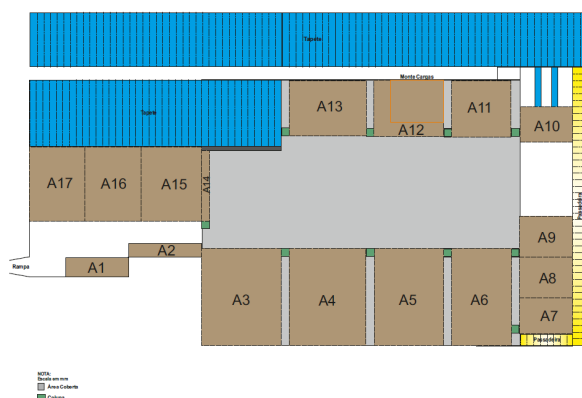 Tapete
Monte Cargas
A13
A11
Tapete
A12
A10
A17
A16
A15
A14
Passadeira
A9
A2
Rampa
A1
A8
A3
A4
A5
A6
A7
Passadeira
NOTA:
Escala em mm
Área Coberta
Coluna